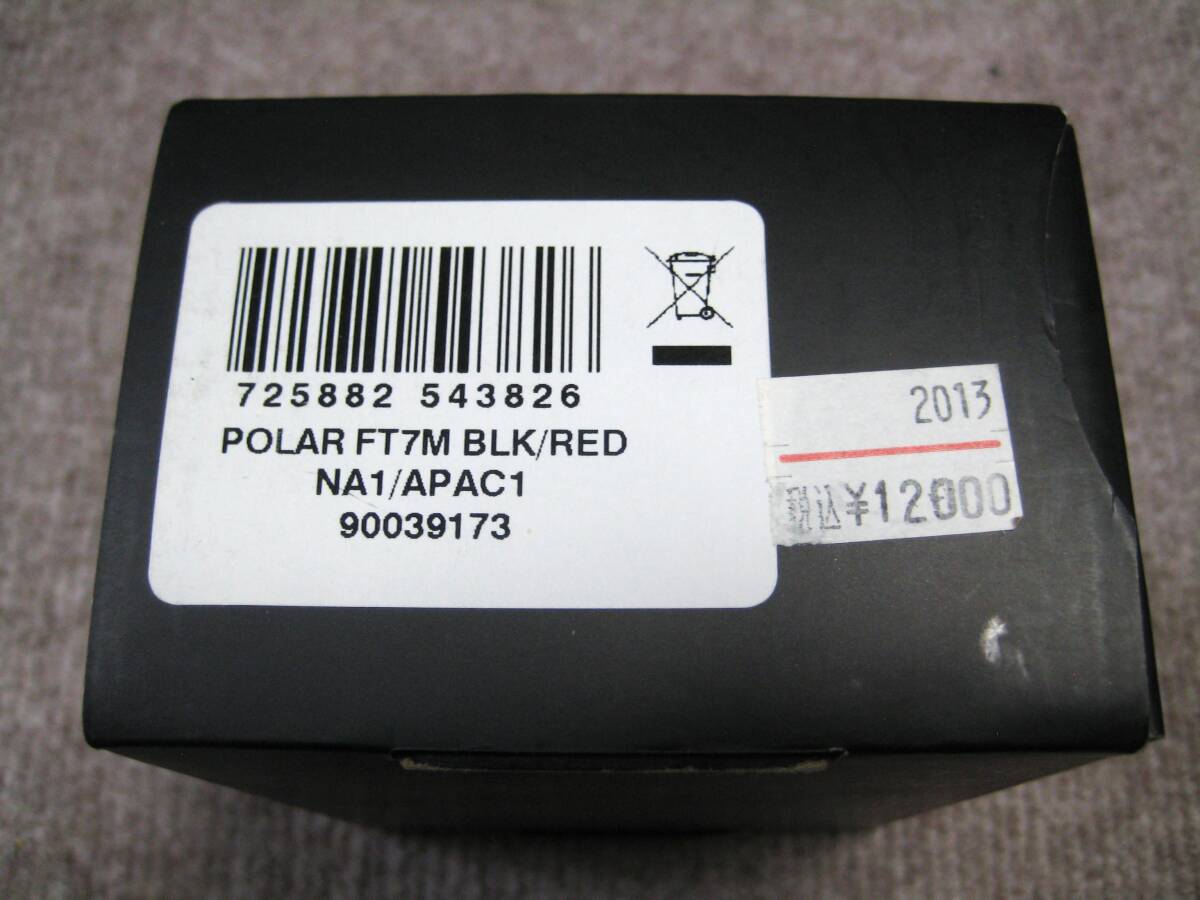 725882 543826
POLAR FT7M BLK/RED
NA1/APAC1
90039173
2013
税込¥12000